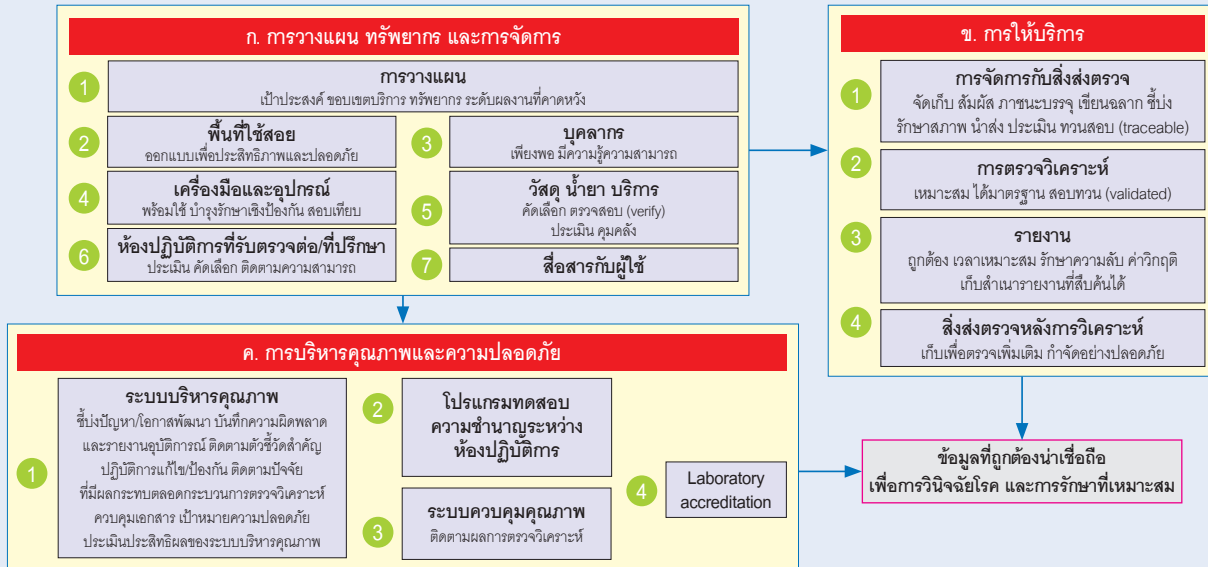 ก. การวางแผน ทรัพยากร และการจัดการ
1
การวางแผน
เป้าประสงค์ ขอบเขตบริการ ทรัพยากร ระดับผลงานที่คาดหวัง
2
พื้นที่ใช้สอย
ออกแบบเพื่อประสิทธิภาพและปลอดภัย
3
บุคลากร
เพียงพอ มีความรู้ความสามารถ
4
เครื่องมือและอุปกรณ์
พร้อมใช้ บำรุงรักษาเชิงป้องกัน สอบเทียบ
5
วัสดุ น้ำยา บริการ
คัดเลือก ตรวจสอบ (verify)
ประเมิน คุมคลัง
6
ห้องปฏิบัติการที่รับตรวจต่อ/ที่ปรึกษา
ประเมิน คัดเลือก ติดตามความสามารถ
7
สื่อสารกับผู้ใช้
ข. การให้บริการ
1
การจัดการกับสิ่งส่งตรวจ
จัดเก็บ สัมผัส ภาชนะบรรจุ เขียนฉลาก ชี้บ่ง
รักษาสภาพ นำส่ง ประเมิน ทวนสอบ (traceable)
2
การตรวจวิเคราะห์
เหมาะสม ได้มาตรฐาน สอบทวน (validated)
3
รายงาน
ถูกต้อง เวลาเหมาะสม รักษาความลับ ค่าวิกฤติ
เก็บสำเนารายงานที่สืบค้นได้
4
สิ่งส่งตรวจหลังการวิเคราะห์
เก็บเพื่อตรวจเพิ่มเติม กำจัดอย่างปลอดภัย
ค. การบริหารคุณภาพและความปลอดภัย
1
ระบบบริหารคุณภาพ
ชี้บ่งปัญหา/โอกาสพัฒนา บันทึกความผิดพลาด
และรายงานอุบัติการณ์ ติดตามตัวชี้วัดสำคัญ
ปฏิบัติการแก้ไข/ป้องกัน ติดตามปัจจัย
ที่มีผลกระทบตลอดกระบวนการตรวจวิเคราะห์
ควบคุมเอกสาร เป้าหมายความปลอดภัย
ประเมินประสิทธิผลของระบบบริหารคุณภาพ
2
โปรแกรมทดสอบ
ความชำนาญระหว่าง
ห้องปฏิบัติการ
3
ระบบควบคุมคุณภาพ
ติดตามผลการตรวจวิเคราะห์
4
Laboratory
accreditation
ข้อมูลที่ถูกต้องน่าเชื่อถือ
เพื่อการวินิจฉัยโรค และการรักษาที่เหมาะสม